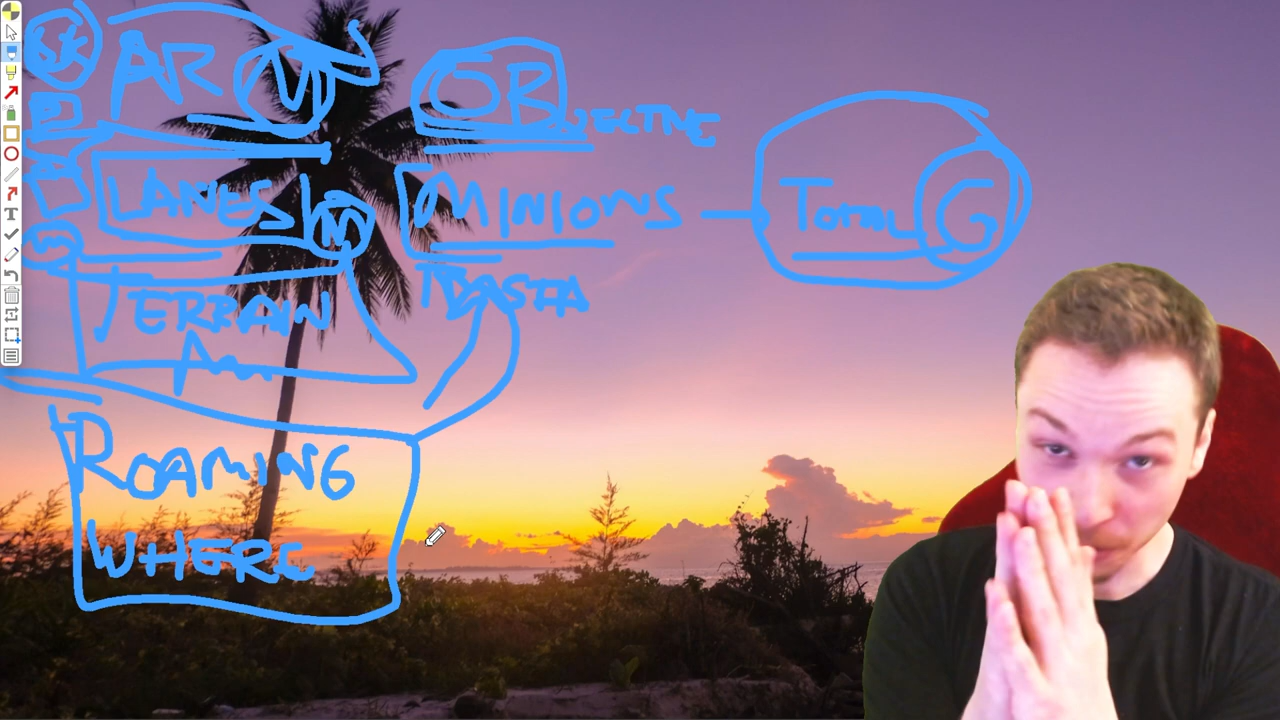 AR V
OBJECTIVE
LANES M
MINIONS
TOTAL G
TERRAIN
ROAMING
WHERE